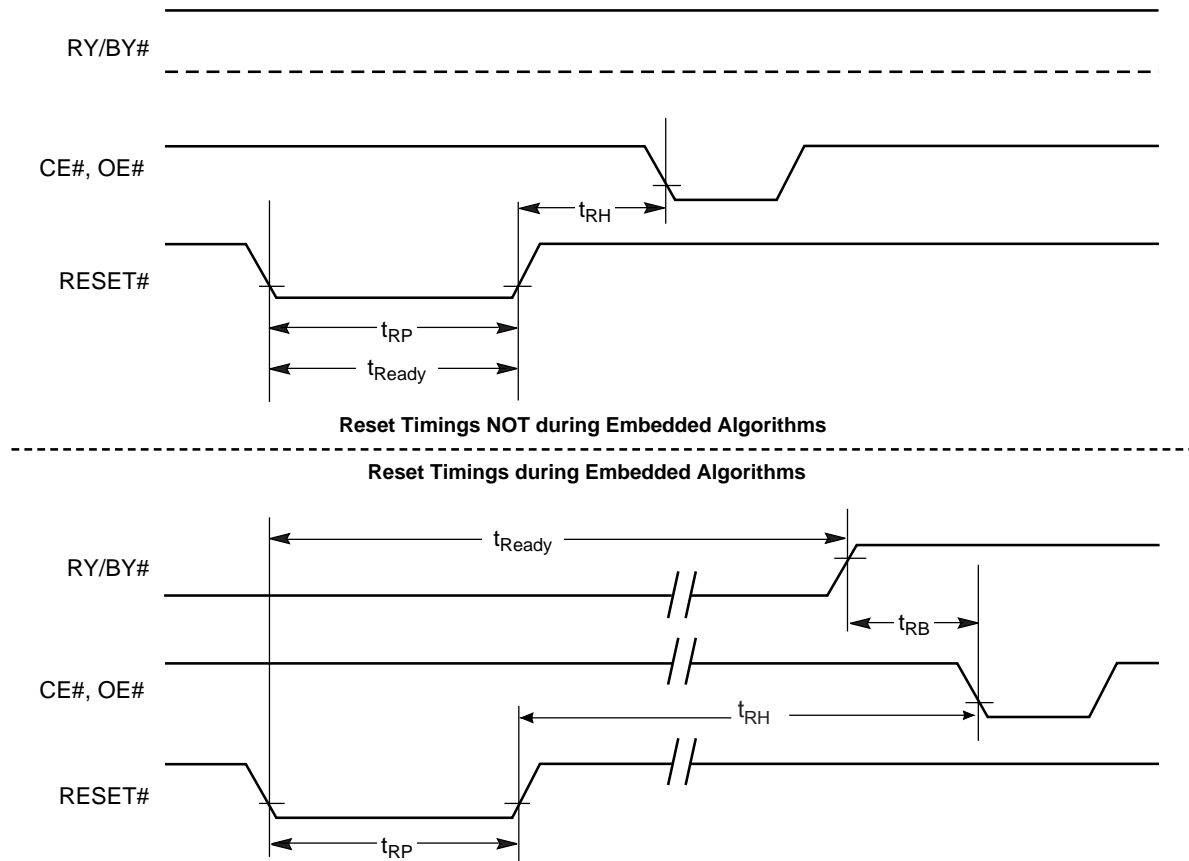 RY/BY#
CE#, OE#
tRH
RESET#
tRP
tReady
Reset Timings NOT during Embedded Algorithms
Reset Timings during Embedded Algorithms
tReady
RY/BY#
tRB
CE#, OE#
tRH
RESET#
tRP